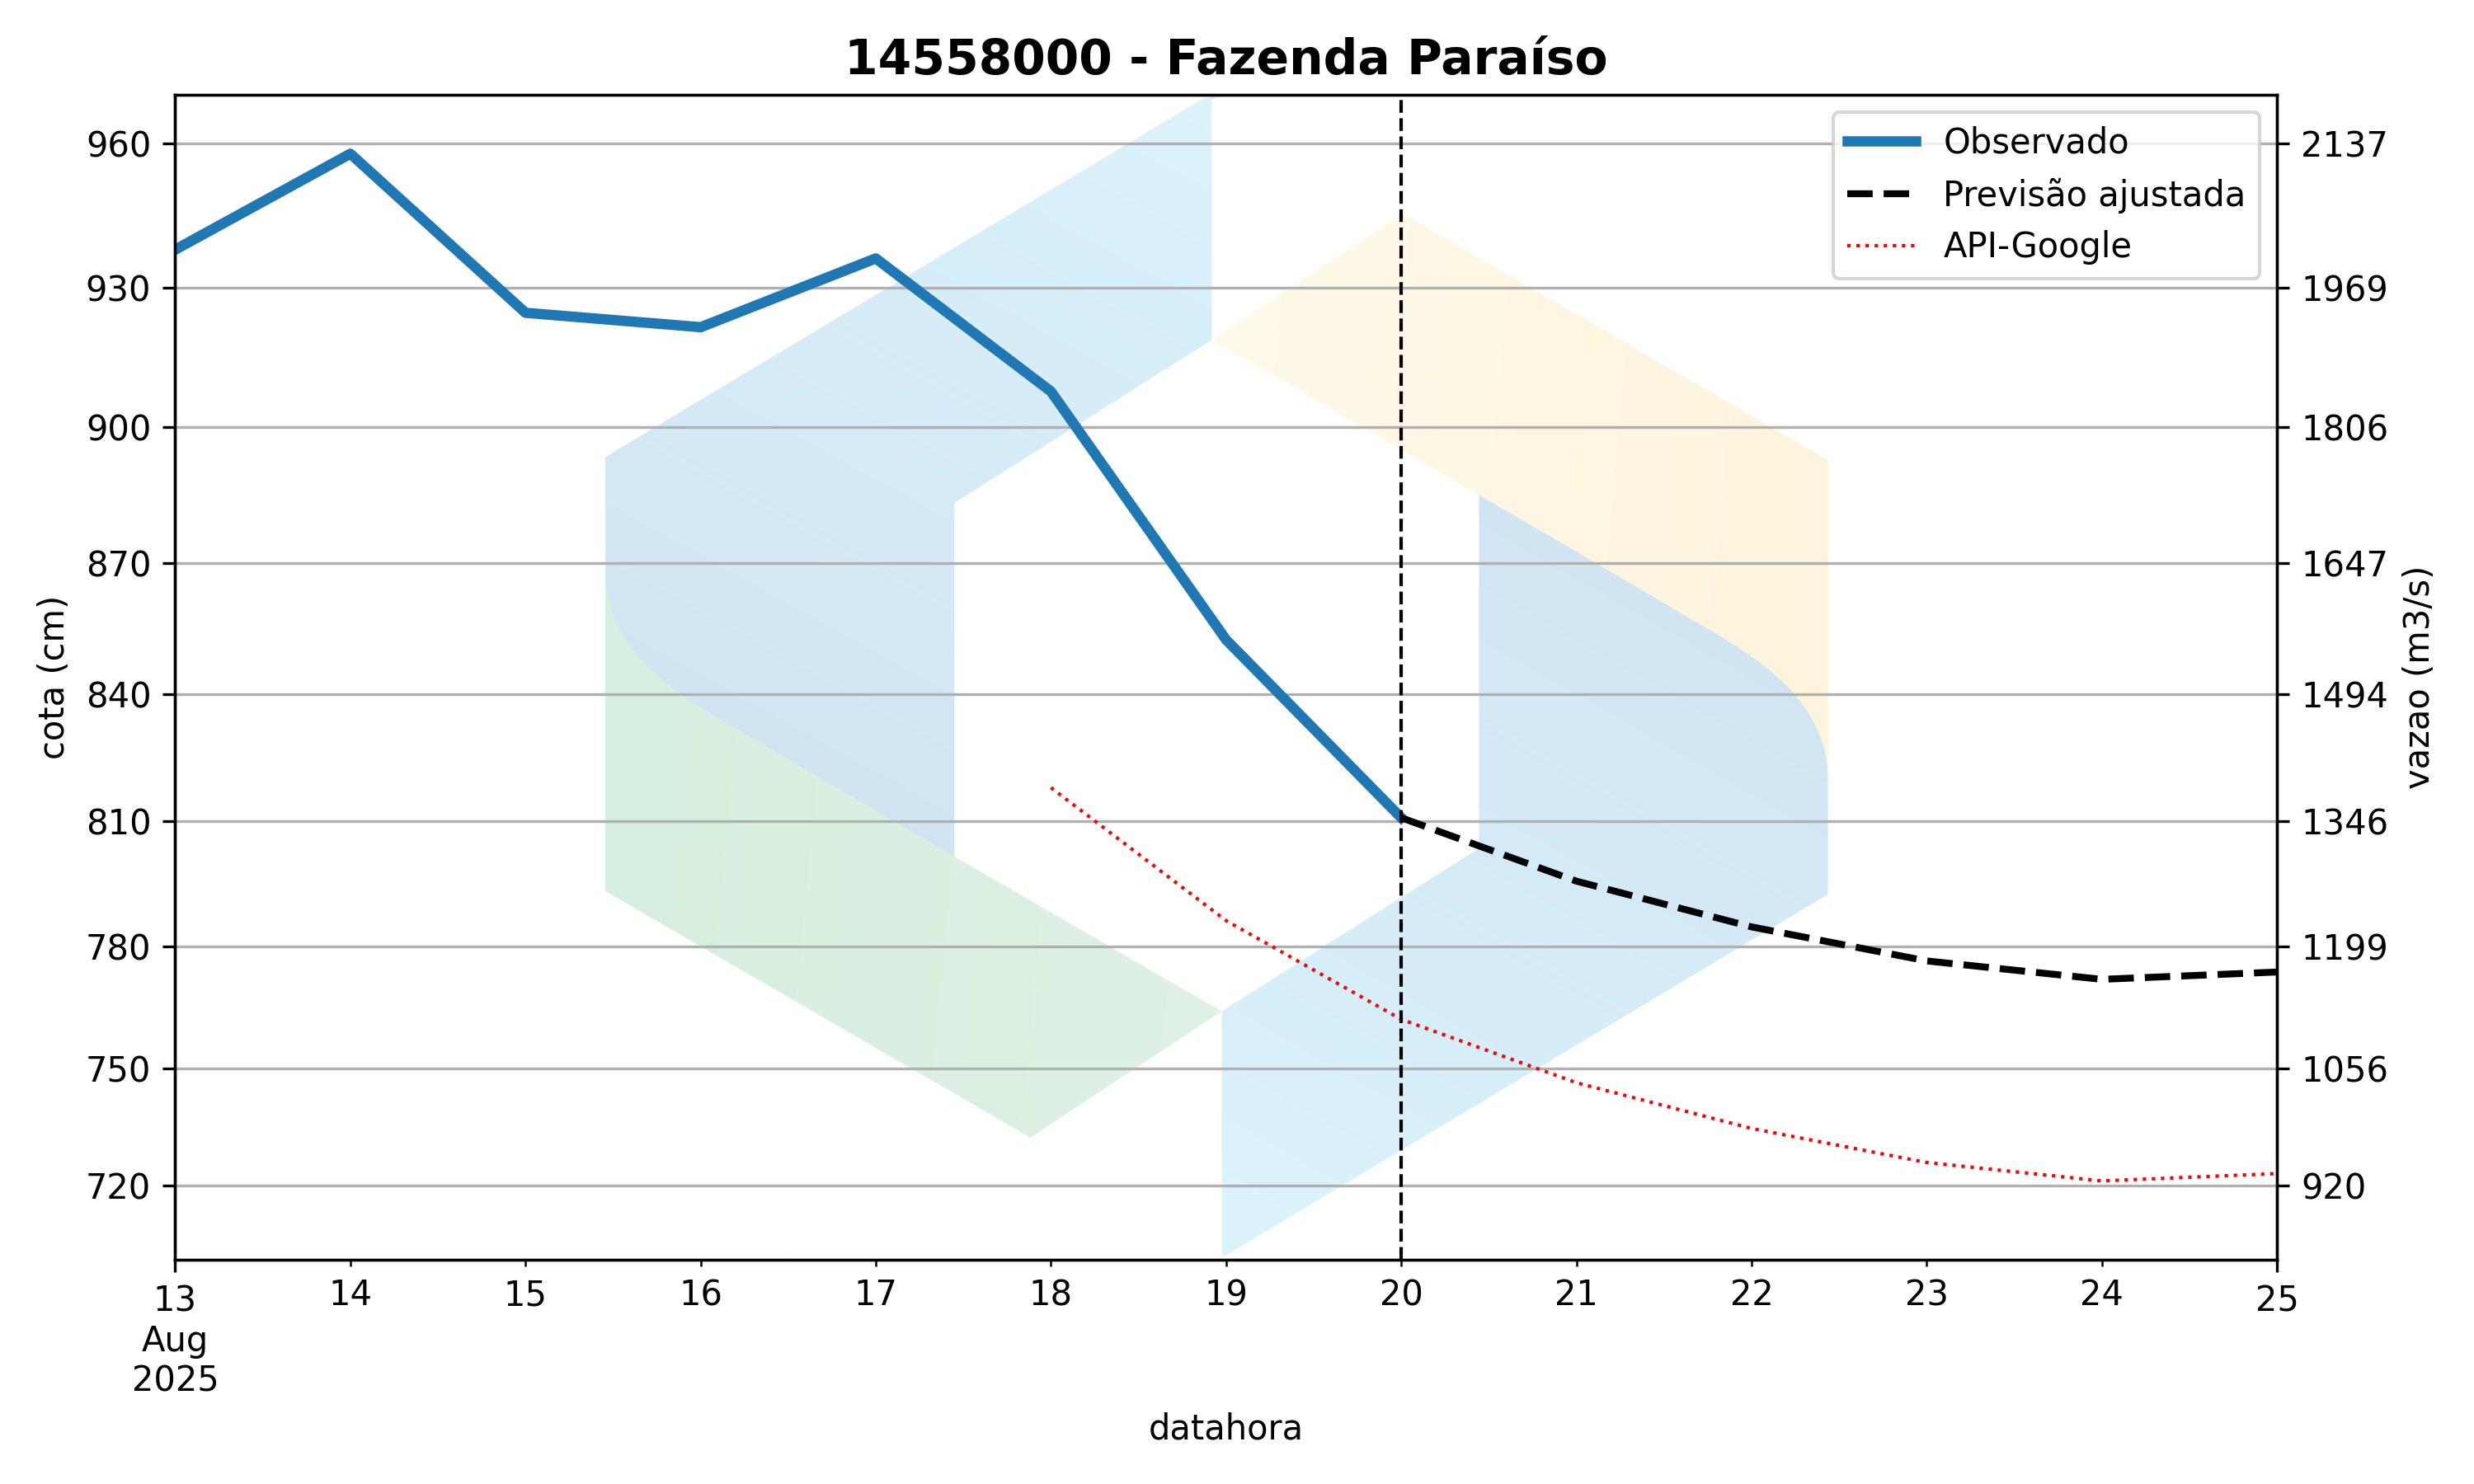 14558000 - Fazenda Paraíso
Observado
Previsão ajustada
API-Google
cota (cm)
960
930
900
870
840
810
780
750
720
2137
1969
1806
1647
1494
1346
1199
1056
920
vazao (m3/s)
13 14 15 16 17 18 19 20 21 22 23 24 25
Aug
2025
datahora